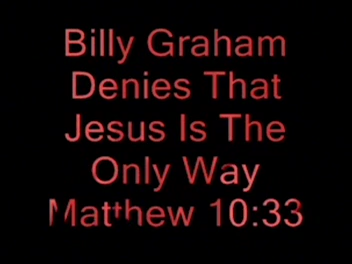 Billy Graham
Denies That
Jesus Is The
Only Way
Matthew 10:33